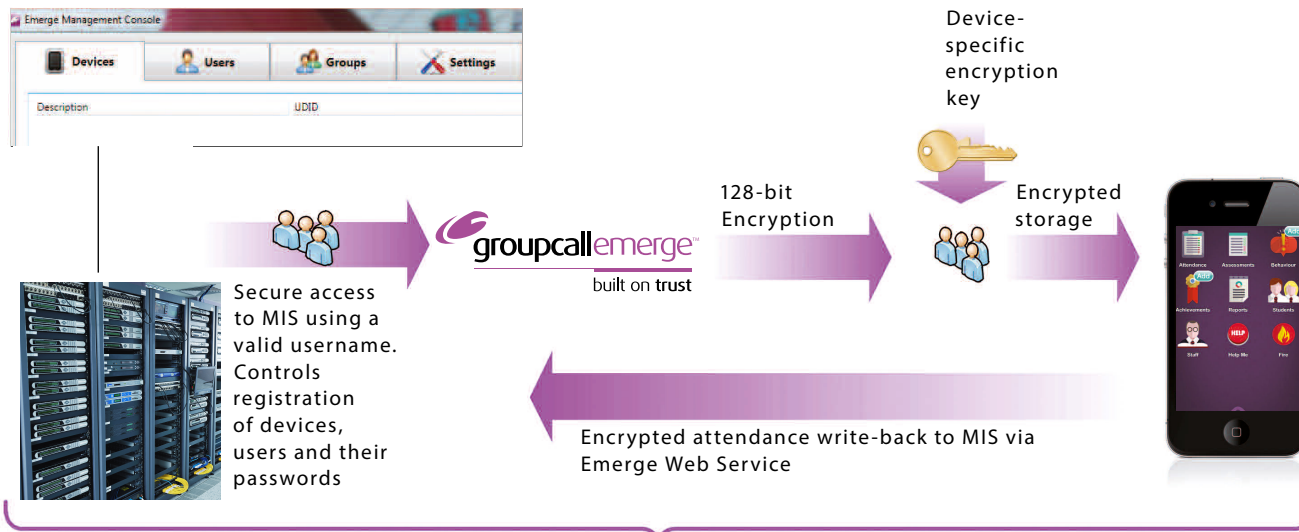 Emerge Management Console
Devices
Users
Groups
Settings
Description
UDID
Device-
specific
encryption
key
128-bit
Encryption
Encrypted
storage
groupcallemerge™
built on trust
Secure access
to MIS using a
valid username.
Controls
registration
of devices,
users and their
passwords
Encrypted attendance write-back to MIS via
Emerge Web Service
Add
Attendance
Assessments
Behaviour
Add
Achievements
Reports
Students
HELP
Staff
Help Me
Fire